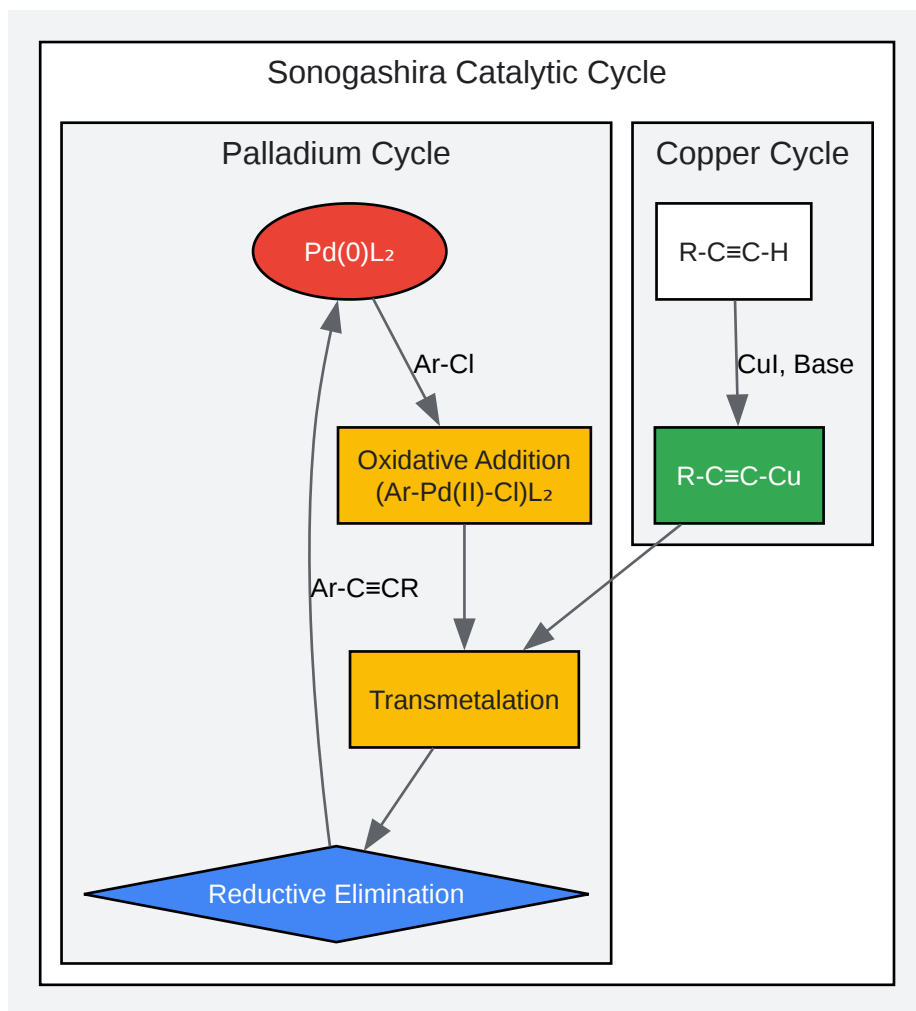 Sonogashira Catalytic Cycle
Palladium Cycle
Pd(0)L₂
Ar-Cl
Oxidative Addition
(Ar-Pd(II)-Cl)L₂
Ar-C≡CR
Transmetalation
Reductive Elimination
Copper Cycle
R-C≡C-H
CuI, Base
R-C≡C-Cu